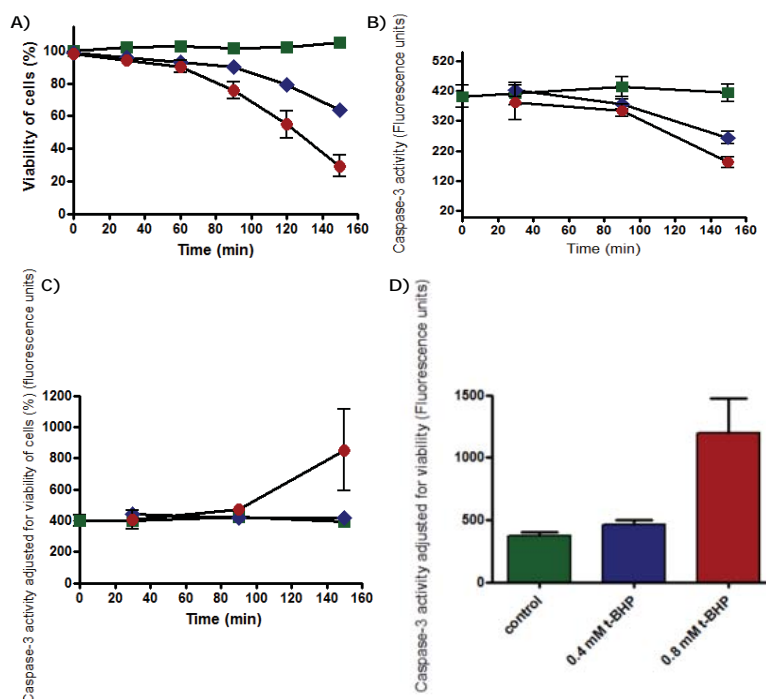 A)
Viability of cells (%)
100
80
60
40
20
0
0 20 40 60 80 100 120 140 160
Time (min)
B)
Caspase-3 activity (Fluorescence units)
520
420
320
220
120
20
0 20 40 60 80 100 120 140 160
Time (min)
C)
Caspase-3 activity adjusted for viability of cells (%) (fluorescence units)
1200
1000
800
600
400
200
0
0 20 40 60 80 100 120 140 160
Time (min)
D)
Caspase-3 activity adjusted for viability (Fluorescence units)
1500
1000
500
0
control
0.4 mM t-BHP
0.8 mM t-BHP